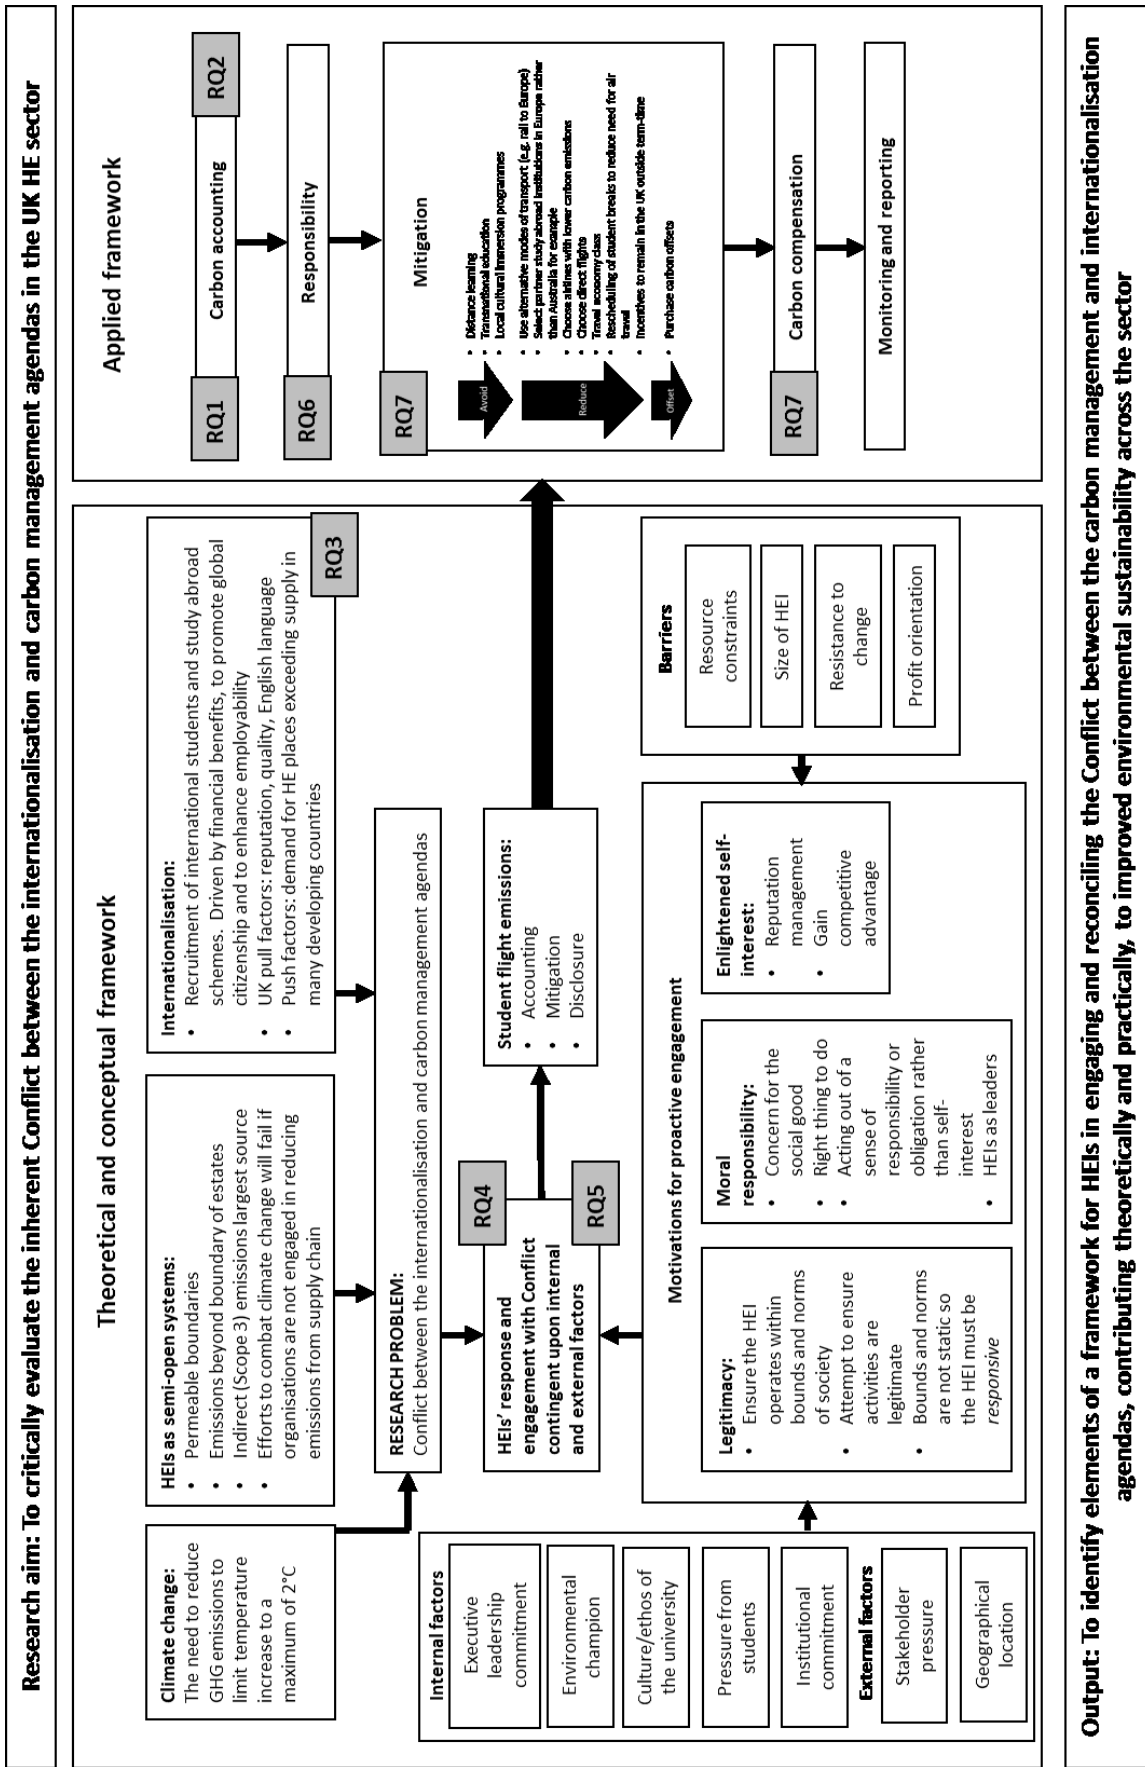 Research aim: To critically evaluate the inherent Conflict between the internationalisation and carbon management agendas in the UK HE sector
Theoretical and conceptual framework
Climate change:
The need to reduce
GHG emissions to
limit temperature
increase to a
maximum of 2°C
HEIs as semi-open systems:
• Permeable boundaries
• Emissions beyond boundary of estates
• Indirect (Scope 3) emissions largest source
• Efforts to combat climate change will fail if
organisations are not engaged in reducing
emissions from supply chain
Internationalisation:
• Recruitment of international students and study abroad
schemes. Driven by financial benefits, to promote global
citizenship and to enhance employability
• UK pull factors: reputation, quality, English language
• Push factors: demand for HE places exceeding supply in
many developing countries
RQ3
RESEARCH PROBLEM:
Conflict between the internationalisation and carbon management agendas
Internal factors
Executive
leadership
commitment
Environmental
champion
Culture/ethos of
the university
Pressure from
students
Institutional
commitment
External factors
Stakeholder
pressure
Geographical
location
HEIs' response and
engagement with Conflict
contingent upon internal
and external factors
RQ4
RQ5
Student flight emissions:
• Accounting
• Mitigation
• Disclosure
Motivations for proactive engagement
Legitimacy:
• Ensure the HEI
operates within
bounds and norms
of society
• Attempt to ensure
activities are
legitimate
• Bounds and norms
are not static so
the HEI must be
responsive
Moral
responsibility:
• Concern for the
social good
• Right thing to do
• Acting out of a
sense of
responsibility or
obligation rather
than self-
interest
• HEIs as leaders
Enlightened self-
interest:
• Reputation
management
• Gain
competitive
advantage
Barriers
Resource
constraints
Size of HEI
Resistance to
change
Profit orientation
Applied framework
RQ1
Carbon accounting
RQ2
RQ6
Responsibility
RQ7
Mitigation
Avoid
• Distance learning
• Transnational education
• Local cultural immersion programmes
Reduce
• Use alternative modes of transport (e.g. rail to Europe)
• Select partner study abroad institutions in Europe rather
than Australia for example
• Choose airlines with lower carbon emissions
• Choose direct flights
• Travel economy class
• Rescheduling of student breaks to reduce need for air
travel
• Incentives to remain in the UK outside term-time
Offset
• Purchase carbon offsets
RQ7
Carbon compensation
Monitoring and reporting
Output: To identify elements of a framework for HEIs in engaging and reconciling the Conflict between the carbon management and internationalisation
agendas, contributing theoretically and practically, to improved environmental sustainability across the sector